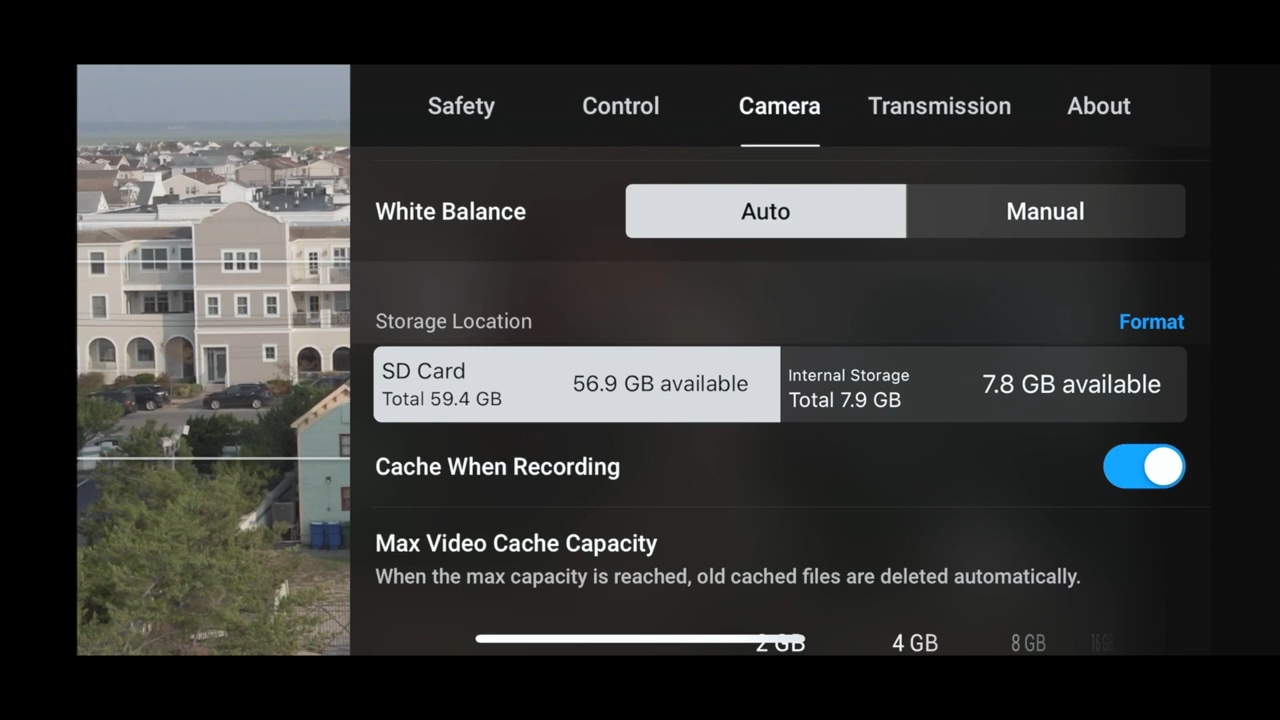 Safety Control Camera Transmission About
White Balance Auto Manual
Storage Location Format
SD Card
Total 59.4 GB
56.9 GB available
Internal Storage
Total 7.9 GB
7.8 GB available
Cache When Recording
Max Video Cache Capacity
When the max capacity is reached, old cached files are deleted automatically.
2 GB 4 GB 8 GB 16 GB